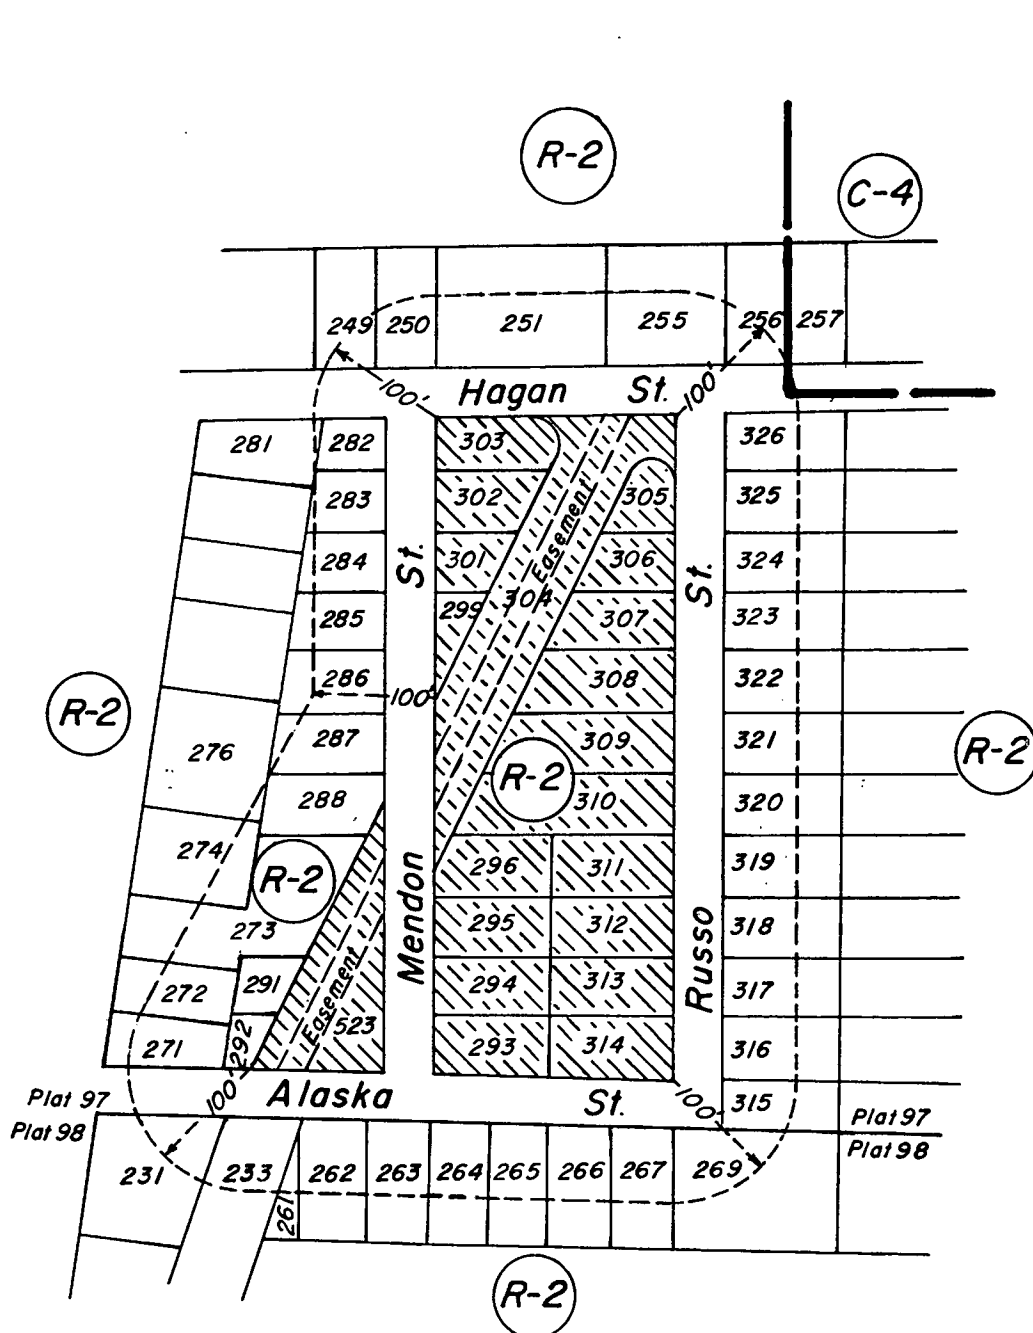 R-2
C-4
249 250 251 255 256 257
100' Hagan St. 100'
281 282 303 326
283 302 305 325
284 St. 301 Easement 306 St. 324
285 299 304 307 323
286 308 322
R-2 100' R-2
276 287 309 321
R-2
288 310 320
274 296 311 319
R-2
273 295 312 318
Mendon Russo
272 291 Easement 294 313 317
271 292 523 293 314 316
Plat 97 100' Alaska St. 100' 315 Plat 97
Plat 98 Plat 98
231 233 262 263 264 265 266 267 269
261
R-2